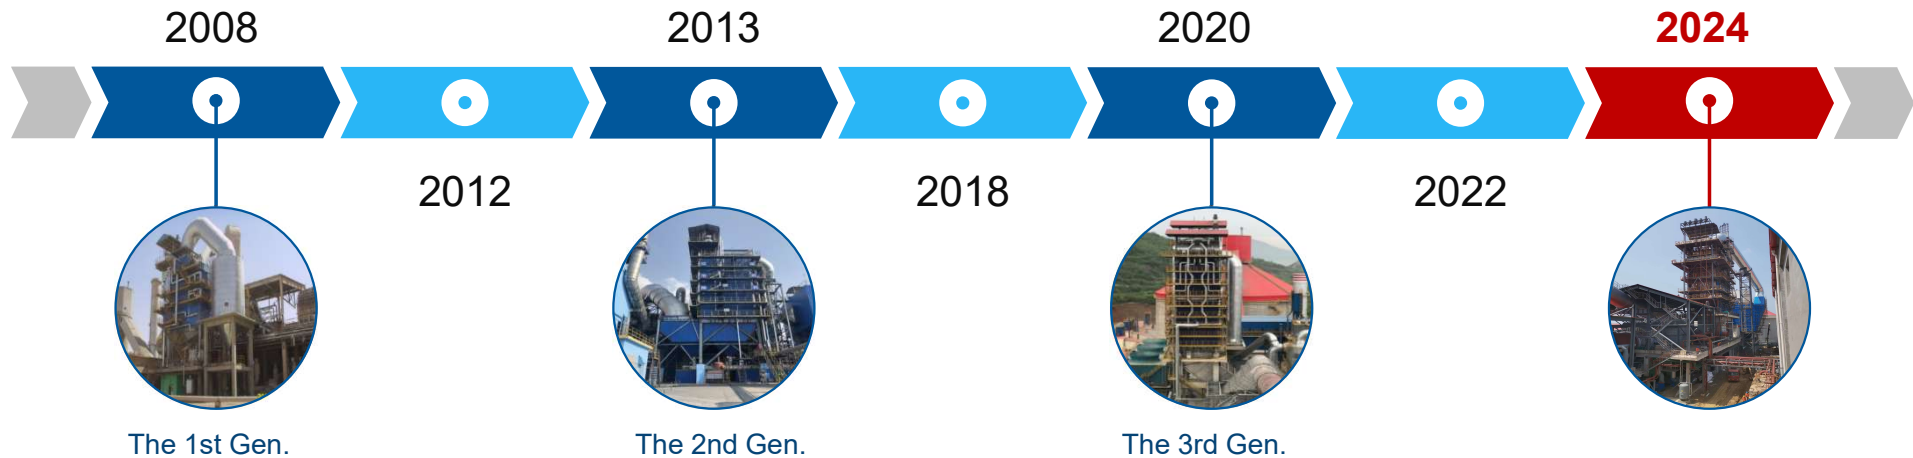 2008
2013
2020
2024
2012
2018
2022
The 1st Gen.
The 2nd Gen.
The 3rd Gen.